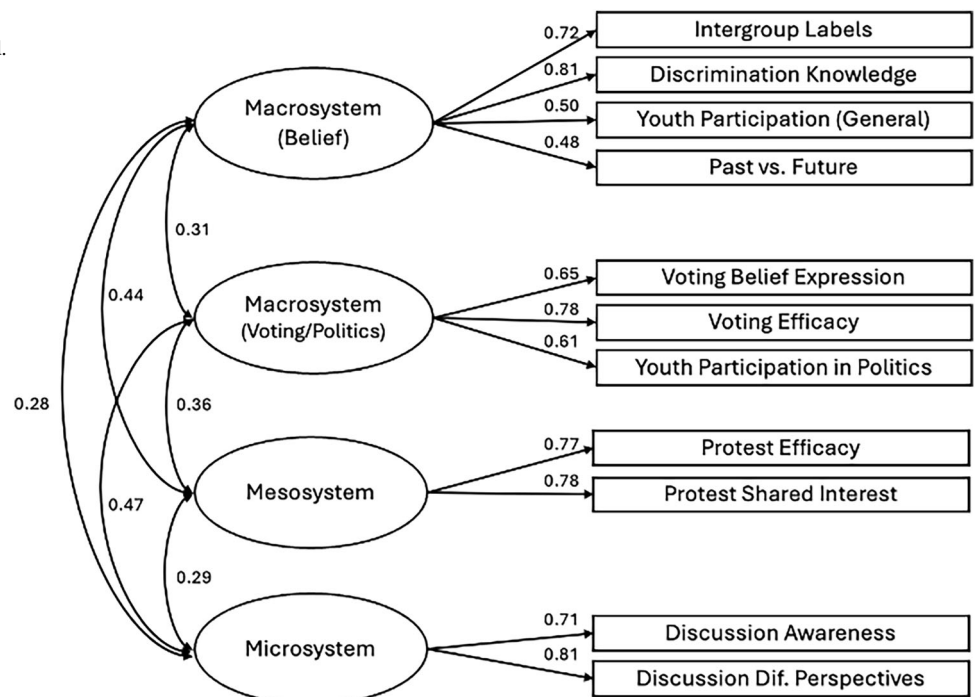 l.
0.72
Intergroup Labels
0.81
Discrimination Knowledge
Macrosystem
(Belief)
0.50
Youth Participation (General)
0.48
Past vs. Future
0.31
0.44
Macrosystem
(Voting/Politics)
0.65
Voting Belief Expression
0.78
Voting Efficacy
0.61
Youth Participation in Politics
0.28
0.36
0.77
Protest Efficacy
Mesosystem
0.78
Protest Shared Interest
0.47
0.29
0.71
Discussion Awareness
Microsystem
0.81
Discussion Dif. Perspectives